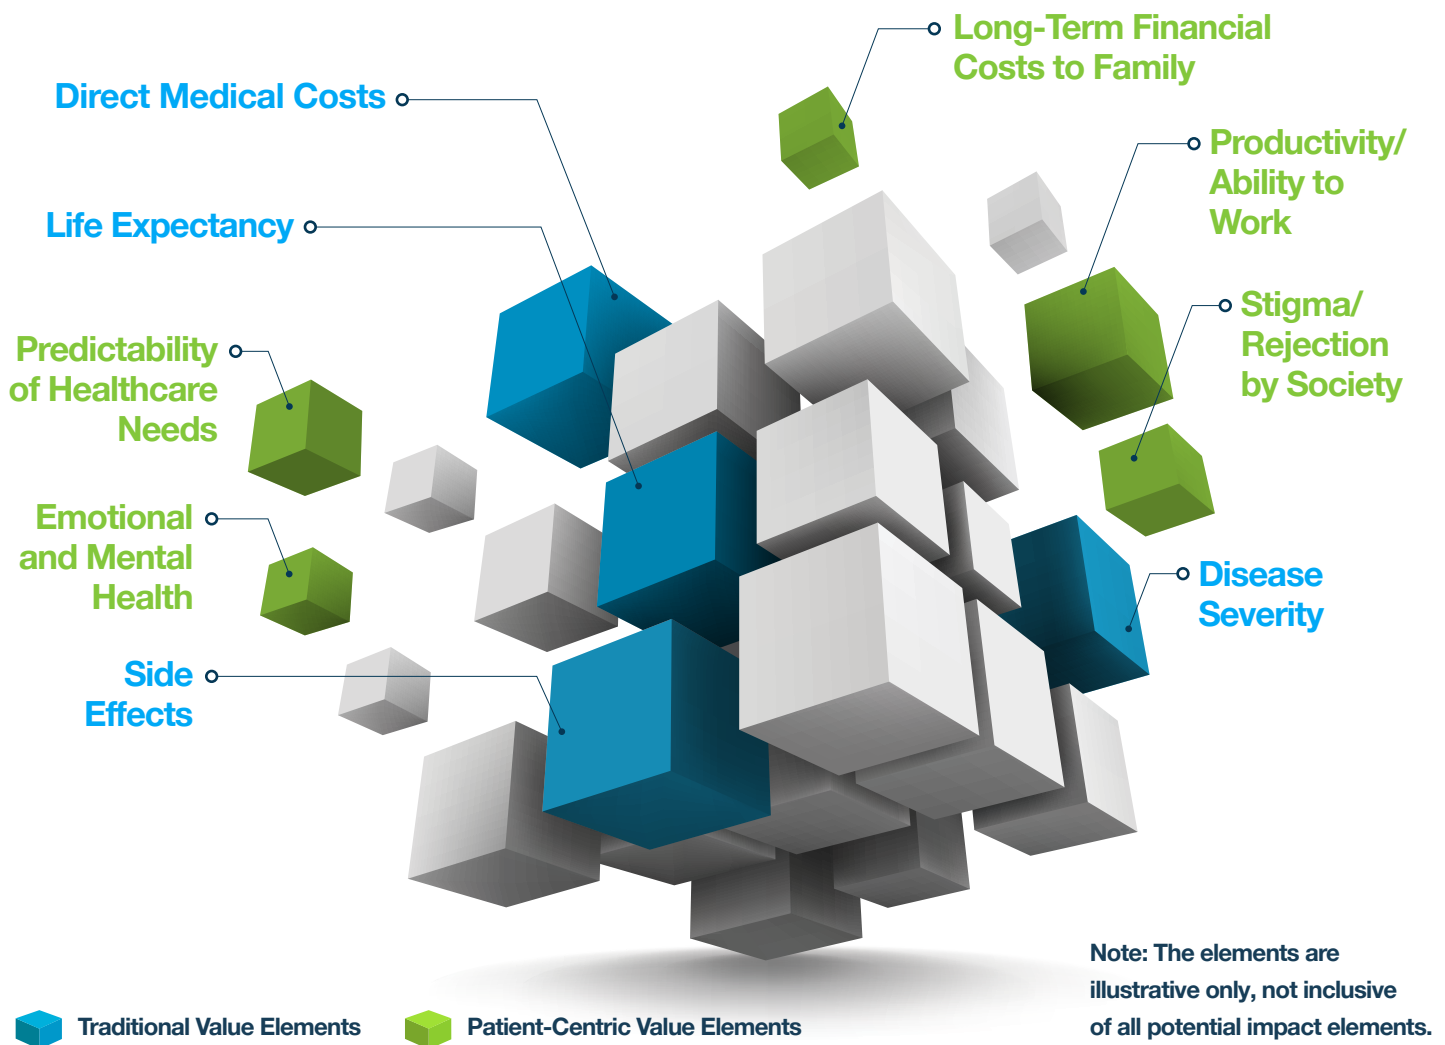 Long-Term Financial
Costs to Family
Direct Medical Costs
Productivity/
Ability to
Work
Life Expectancy
Stigma/
Rejection
by Society
Predictability
of Healthcare
Needs
Emotional
and Mental
Health
Disease
Severity
Side
Effects
Note: The elements are
illustrative only, not inclusive
of all potential impact elements.
Traditional Value Elements
Patient-Centric Value Elements